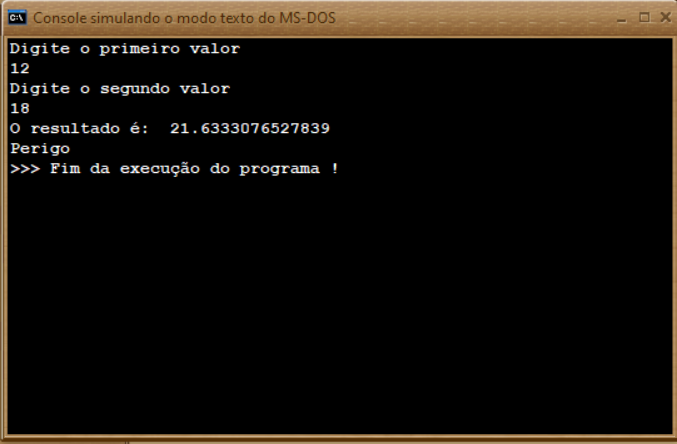 C:\
Console simulando o modo texto do MS-DOS
Digite o primeiro valor
12
Digite o segundo valor
18
O resultado é:  21.6333076527839
Perigo
>>> Fim da execução do programa !